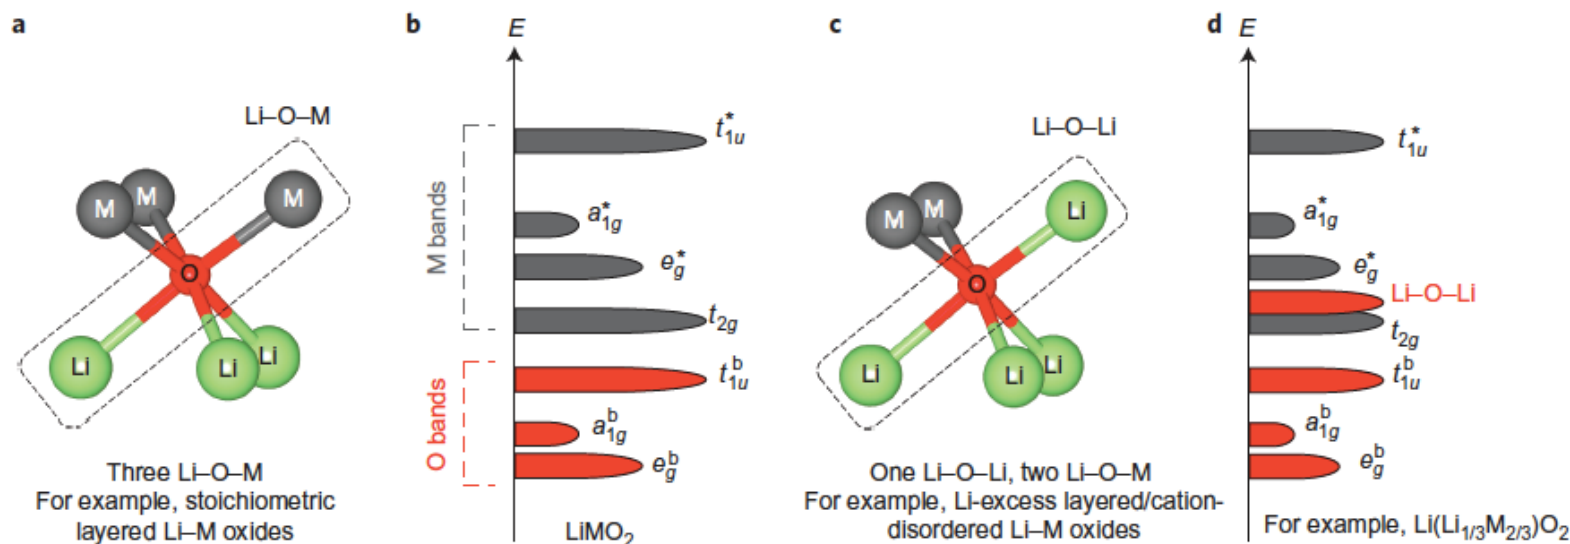 a
Li–O–M
M
M
M
O
Li
Li
Li
Three Li–O–M
For example, stoichiometric
layered Li–M oxides
b
E
M bands
O bands
t*1u
a*1g
e*g
t2g
tb1u
ab1g
ebg
LiMO2
c
Li–O–Li
M
M
Li
O
Li
Li
Li
One Li–O–Li, two Li–O–M
For example, Li-excess layered/cation-
disordered Li–M oxides
d
E
t*1u
a*1g
e*g
Li–O–Li
t2g
tb1u
ab1g
ebg
For example, Li(Li1/3M2/3)O2